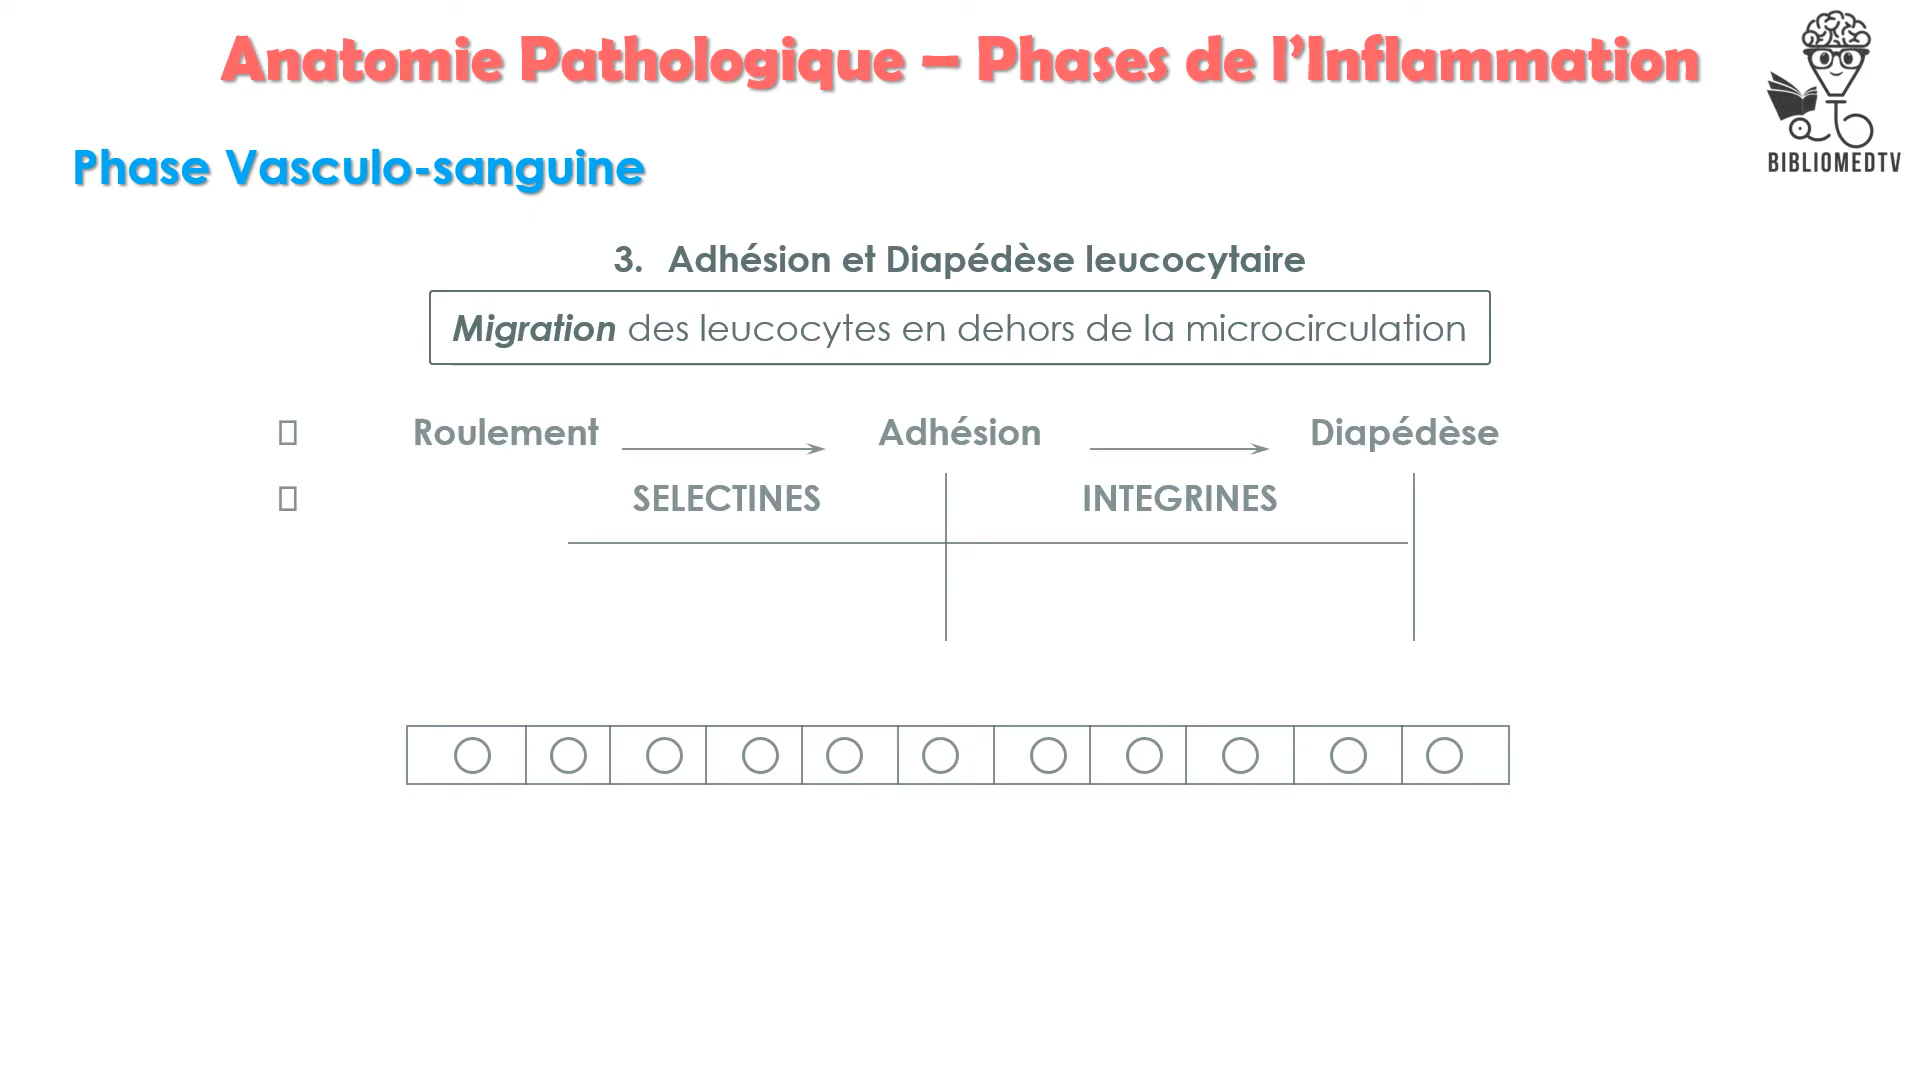 Anatomie Pathologique – Phases de l’Inflammation
BIBLIOMEDTV
Phase Vasculo-sanguine
3. Adhésion et Diapédèse leucocytaire
Migration des leucocytes en dehors de la microcirculation
Roulement Adhésion Diapédèse
SELECTINES INTEGRINES